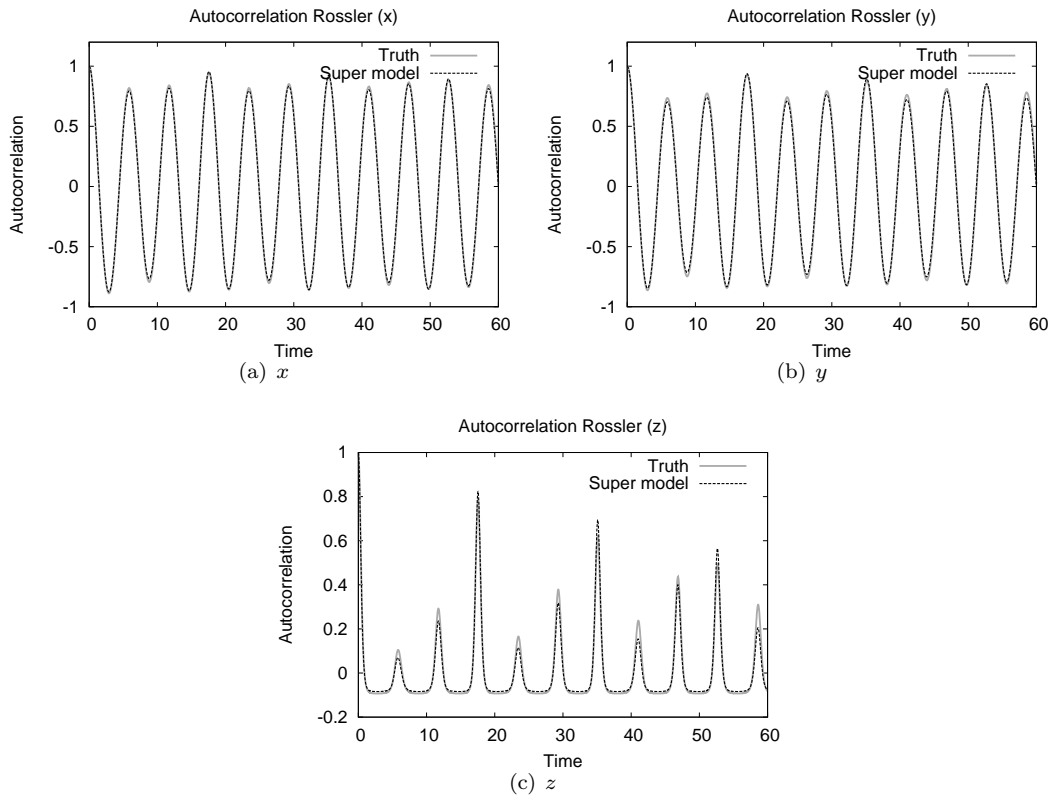 Autocorrelation Rossler (x)
Truth
Super model
1
0.5
0
-0.5
-1
Autocorrelation
0 10 20 30 40 50 60
Time
(a) x
Autocorrelation Rossler (y)
Truth
Super model
1
0.5
0
-0.5
-1
Autocorrelation
0 10 20 30 40 50 60
Time
(b) y
Autocorrelation Rossler (z)
Truth
Super model
1
0.8
0.6
0.4
0.2
0
-0.2
Autocorrelation
0 10 20 30 40 50 60
Time
(c) z